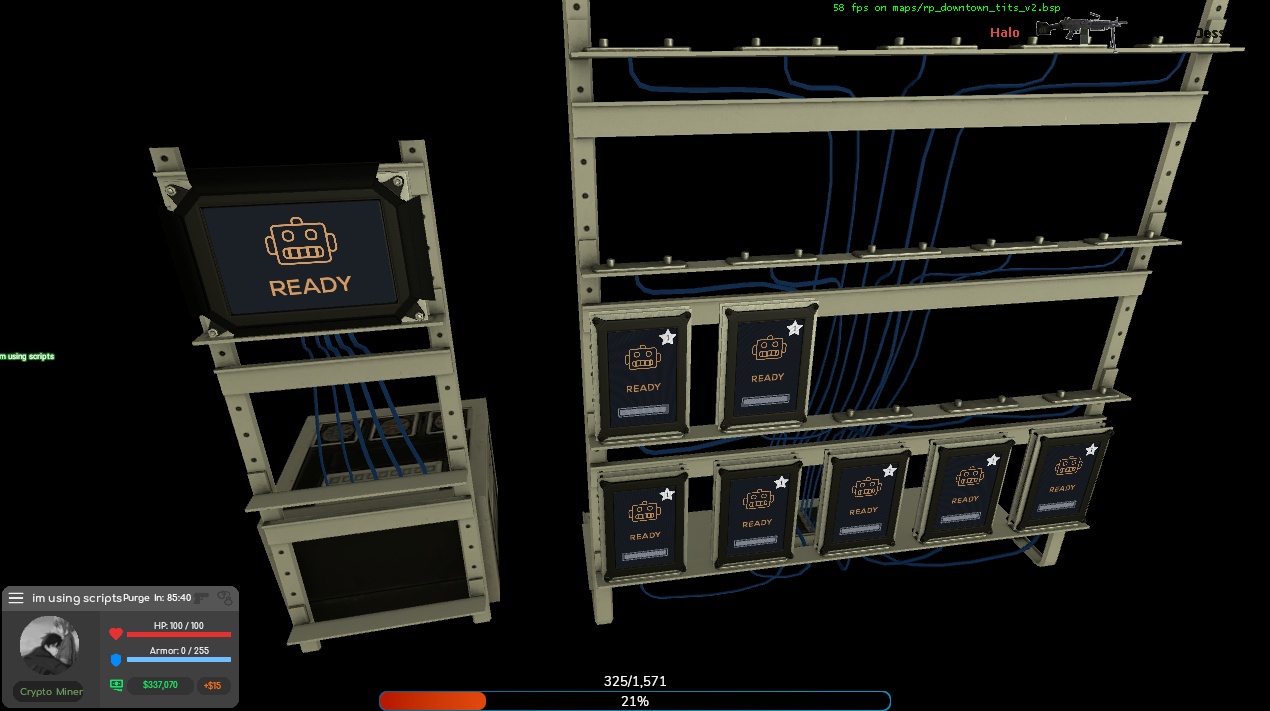 58 fps on maps/rp_downtown_tits_v2.bsp
Halo
READY
m using scripts
READY
READY
READY
READY
READY
READY
READY
im using scripts
Purge In: 85:40
HP: 100 / 100
Armor: 0 / 255
$337,070
+$15
Crypto Miner
325/1,571
21%